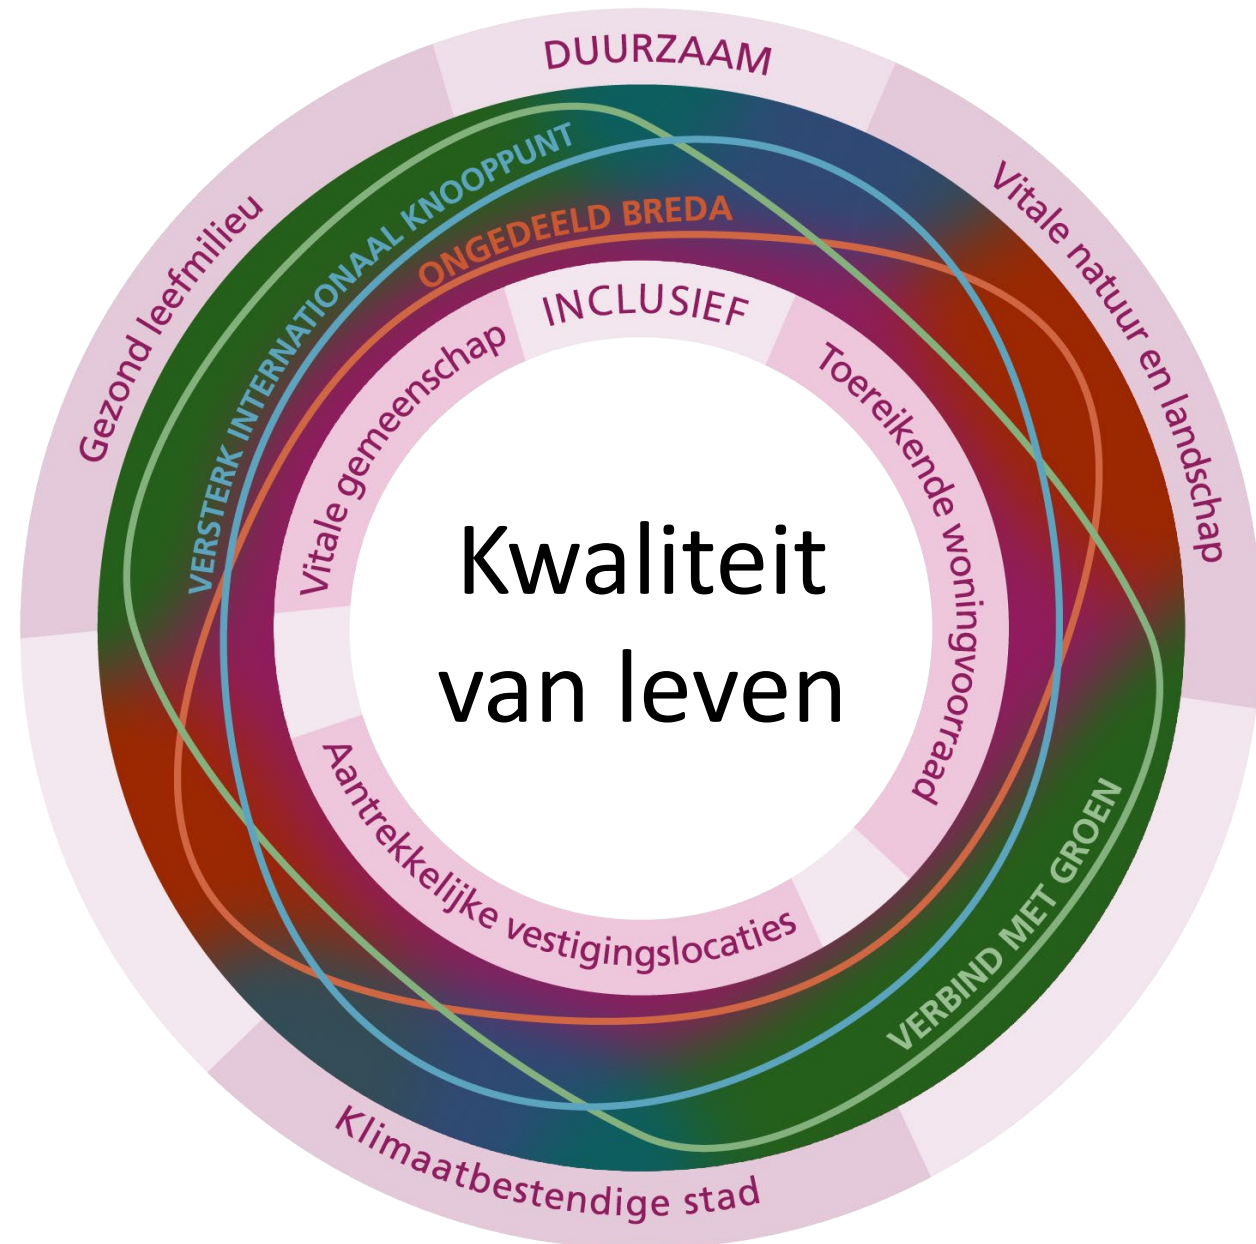 DUURZAAM
Gezond leefmilieu
Vitale natuur en landschap
Klimaatbestendige stad
VERSTERK INTERNATIONAAL KNOOPPUNT
ONGEDEELD BREDA
VERBIND MET GROEN
INCLUSIEF
Vitale gemeenschap
Toereikende woningvoorraad
Aantrekkelijke vestigingslocaties
Kwaliteit
van leven